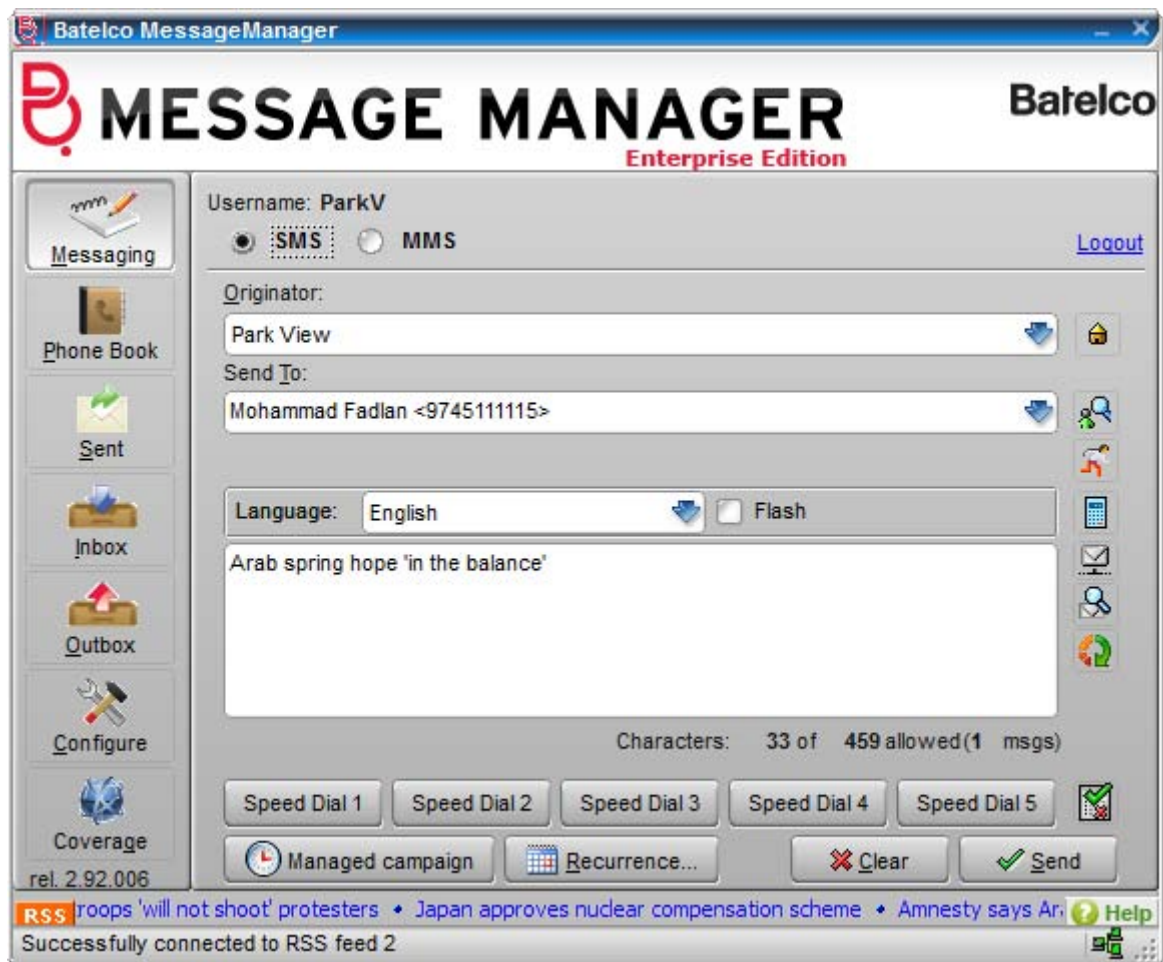 Batelco MessageManager
MESSAGE MANAGER
Enterprise Edition
Batelco
Messaging
Phone Book
Sent
Inbox
Outbox
Configure
Coverage
rel. 2.92.006
Username: ParkV
SMS MMS
Logout
Originator:
Park View
Send To:
Mohammad Fadlan <9745111115>
Language: English Flash
Arab spring hope 'in the balance'
Characters: 33 of 459 allowed(1 msgs)
Speed Dial 1 Speed Dial 2 Speed Dial 3 Speed Dial 4 Speed Dial 5
Managed campaign Recurrence... Clear Send
RSS roops 'will not shoot' protesters • Japan approves nuclear compensation scheme • Amnesty says Ar Help
Successfully connected to RSS feed 2